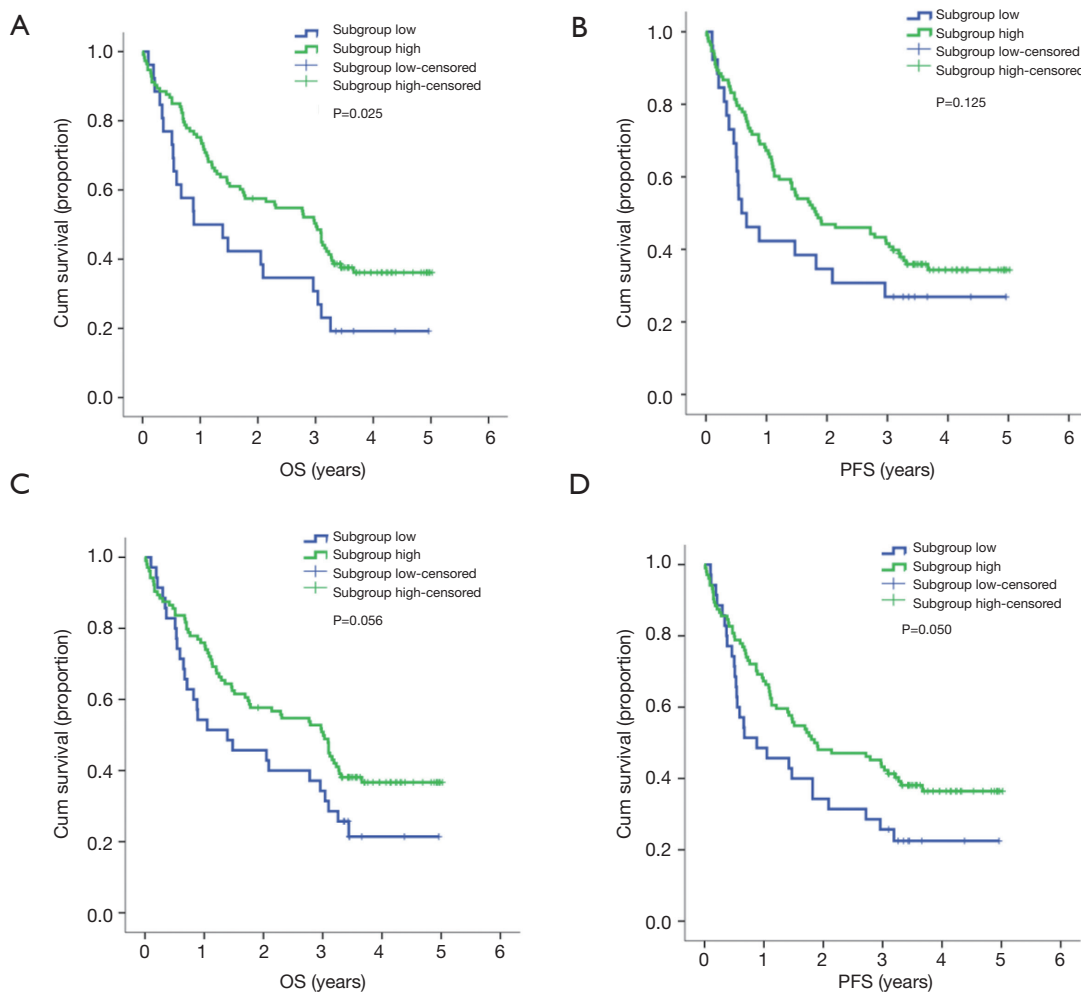 A
Subgroup low
Subgroup high
Subgroup low-censored
Subgroup high-censored
P=0.025
1.0
0.8
0.6
0.4
0.2
0.0
Cum survival (proportion)
0 1 2 3 4 5 6
OS (years)
B
Subgroup low
Subgroup high
Subgroup low-censored
Subgroup high-censored
P=0.125
1.0
0.8
0.6
0.4
0.2
0.0
Cum survival (proportion)
0 1 2 3 4 5 6
PFS (years)
C
Subgroup low
Subgroup high
Subgroup low-censored
Subgroup high-censored
P=0.056
1.0
0.8
0.6
0.4
0.2
0.0
Cum survival (proportion)
0 1 2 3 4 5 6
OS (years)
D
Subgroup low
Subgroup high
Subgroup low-censored
Subgroup high-censored
P=0.050
1.0
0.8
0.6
0.4
0.2
0.0
Cum survival (proportion)
0 1 2 3 4 5 6
PFS (years)